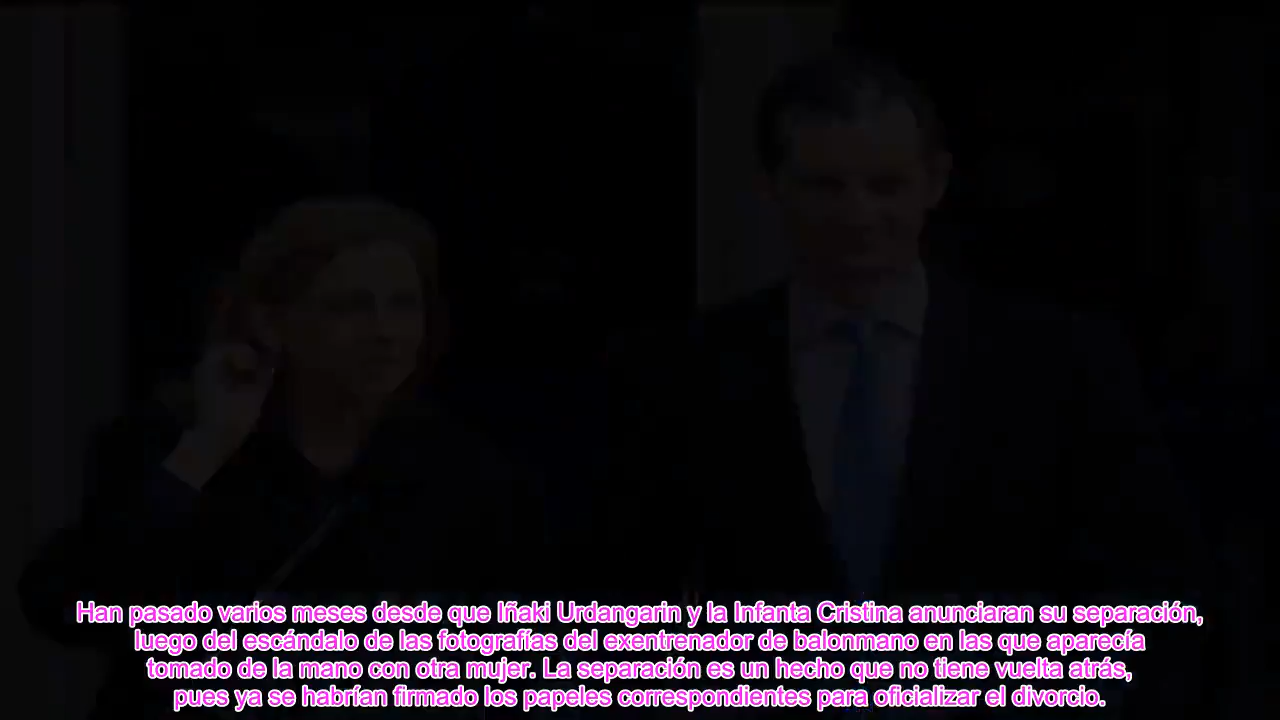 Han pasado varios meses desde que Iñaki Urdangarin y la Infanta Cristina anunciaran su separación,
luego del escándalo de las fotografías del exentrenador de balonmano en las que aparecía
tomado de la mano con otra mujer. La separación es un hecho que no tiene vuelta atrás,
pues ya se habrían firmado los papeles correspondientes para oficializar el divorcio.